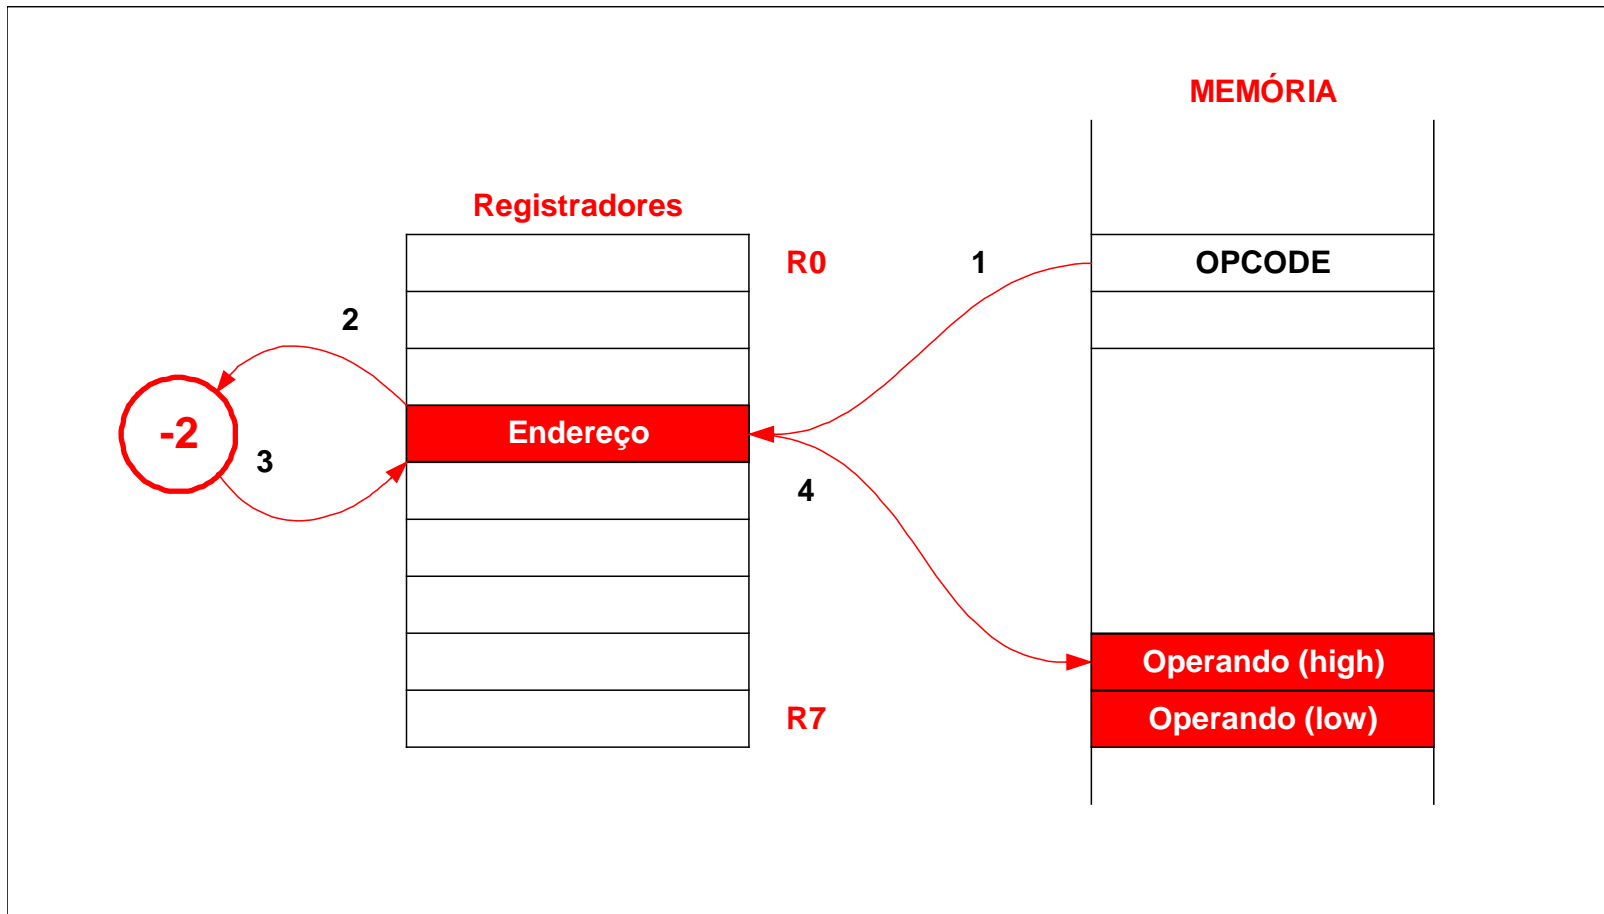 MEMÓRIA
Registradores
R0
1
OPCODE
2
-2
Endereço
3
4
Operando (high)
R7
Operando (low)